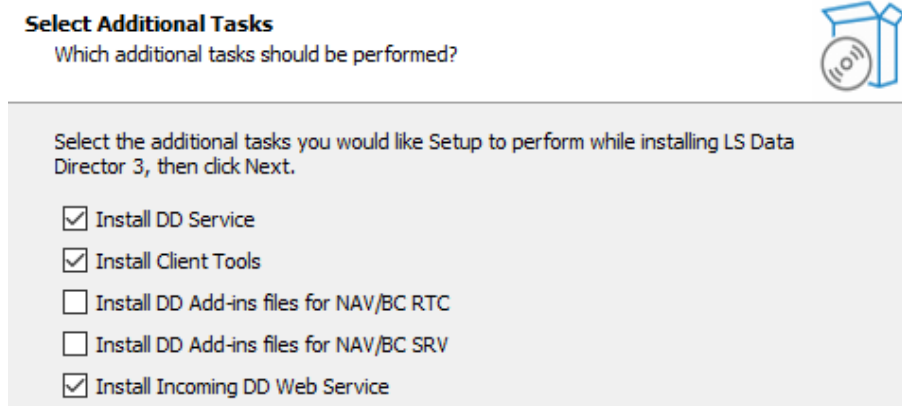 Select Additional Tasks
Which additional tasks should be performed?
Select the additional tasks you would like Setup to perform while installing LS Data
Director 3, then click Next.
Install DD Service
Install Client Tools
Install DD Add-ins files for NAV/BC RTC
Install DD Add-ins files for NAV/BC SRV
Install Incoming DD Web Service